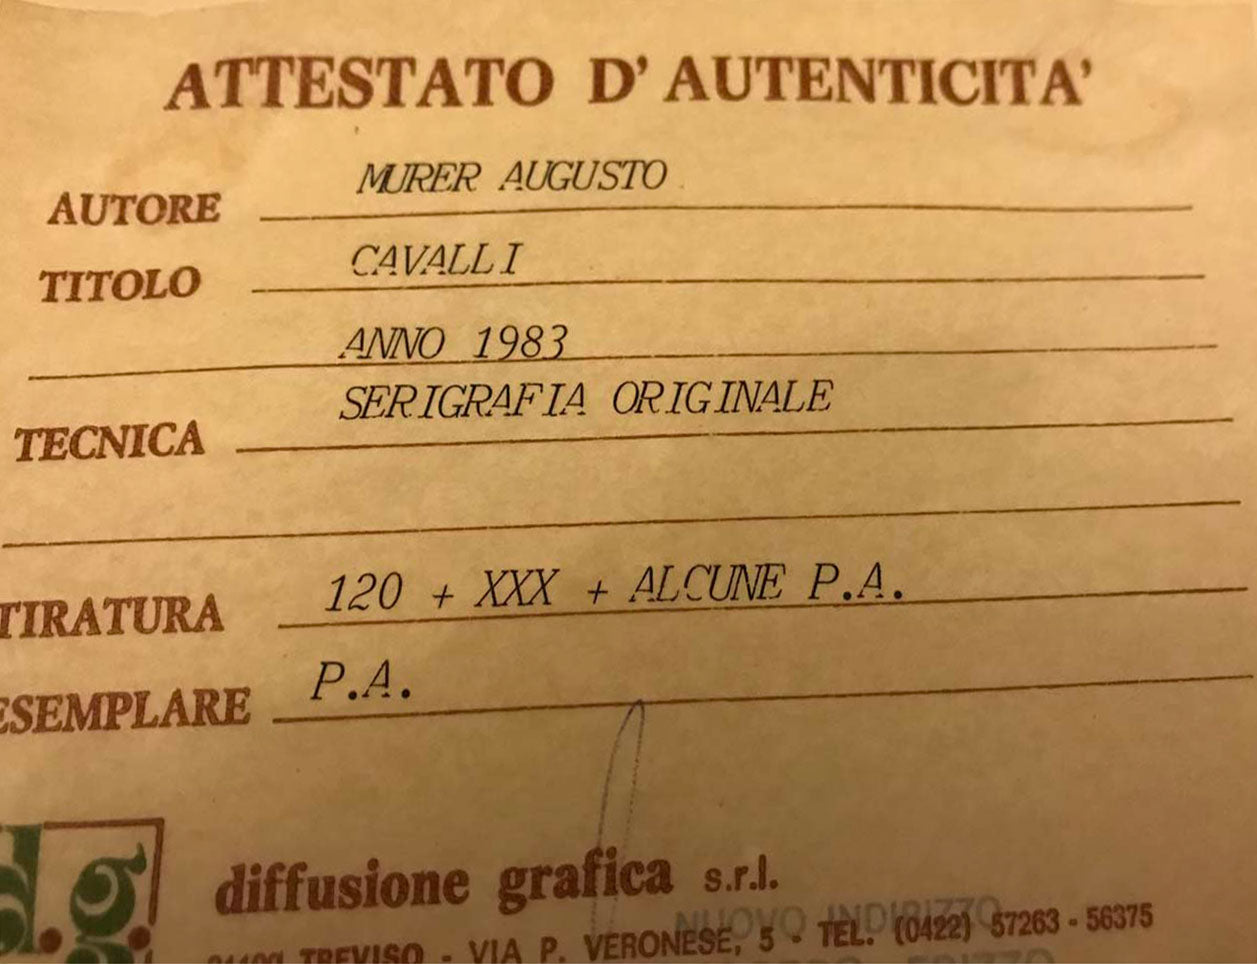 ATTESTATO D' AUTENTICITA'
AUTORE MURER AUGUSTO
TITOLO CAVALLI
ANNO 1983
TECNICA SERIGRAFIA ORIGINALE
TIRATURA 120 + XXX + ALCUNE P.A.
ESEMPLARE P.A.
d.g.
diffusione grafica s.r.l.
NUOVO INDIRIZZO
TREVISO - VIA P. VERONESE, 5 - TEL. (0422) 57263 - 56375